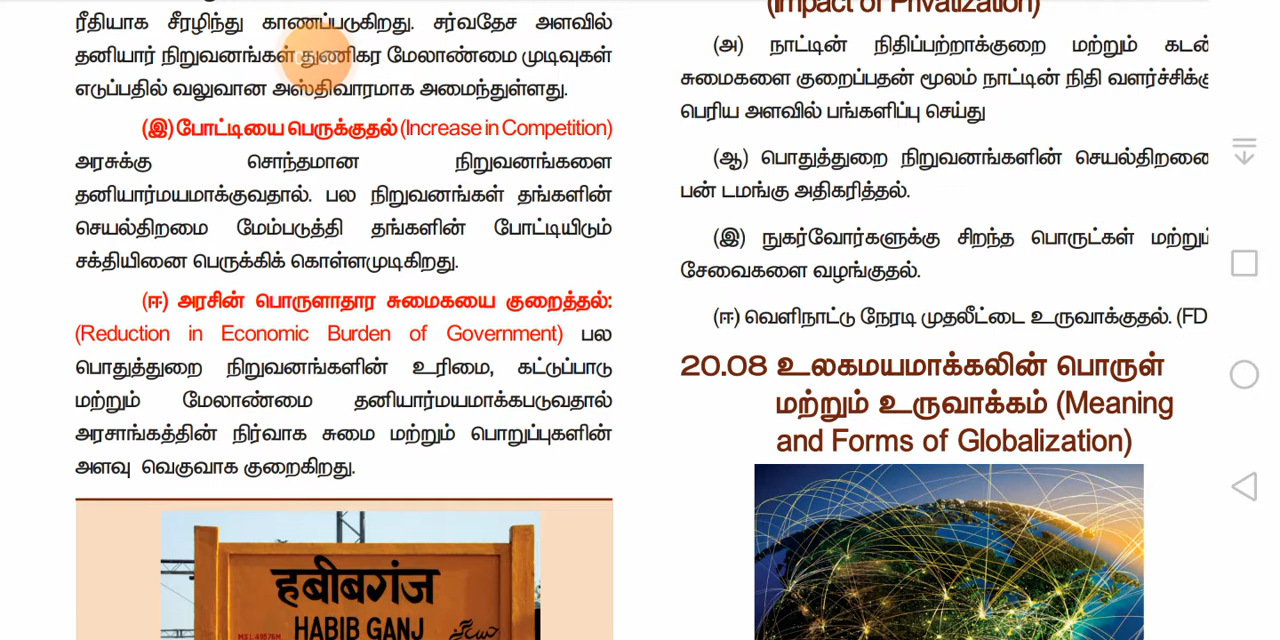 ரீதியாக சீரழிந்து காணப்படுகிறது. சர்வதேச அளவில்
தனியார் நிறுவனங்கள் துணிகர மேலாண்மை முடிவுகள்
எடுப்பதில் வலுவான அஸ்திவாரமாக அமைந்துள்ளது.
(இ) போட்டியை பெருக்குதல் (Increase in Competition)
அரசுக்கு சொந்தமான நிறுவனங்களை
தனியார்மயமாக்குவதால். பல நிறுவனங்கள் தங்களின்
செயல்திறமை மேம்படுத்தி தங்களின் போட்டியிடும்
சக்தியினை பெருக்கிக் கொள்ளமுடிகிறது.
(ஈ) அரசின் பொருளாதார சுமைகயை குறைத்தல்:
(Reduction in Economic Burden of Government) பல
பொதுத்துறை நிறுவனங்களின் உரிமை, கட்டுப்பாடு
மற்றும் மேலாண்மை தனியார்மயமாக்கபடுவதால்
அரசாங்கத்தின் நிர்வாக சுமை மற்றும் பொறுப்புகளின்
அளவு வெகுவாக குறைகிறது.
हबीबगंज
HABIB GANJ
(Impact of Privatization)
(அ) நாட்டின் நிதிப்பற்றாக்குறை மற்றும் கடன்
சுமைகளை குறைப்பதன் மூலம் நாட்டின் நிதி வளர்ச்சிக்கு
பெரிய அளவில் பங்களிப்பு செய்து
(ஆ) பொதுத்துறை நிறுவனங்களின் செயல்திறனை
பன் டமங்கு அதிகரித்தல்.
(இ) நுகர்வோர்களுக்கு சிறந்த பொருட்கள் மற்றும்
சேவைகளை வழங்குதல்.
(ஈ) வெளிநாட்டு நேரடி முதலீட்டை உருவாக்குதல். (FD
20.08 உலகமயமாக்கலின் பொருள்
மற்றும் உருவாக்கம் (Meaning
and Forms of Globalization)